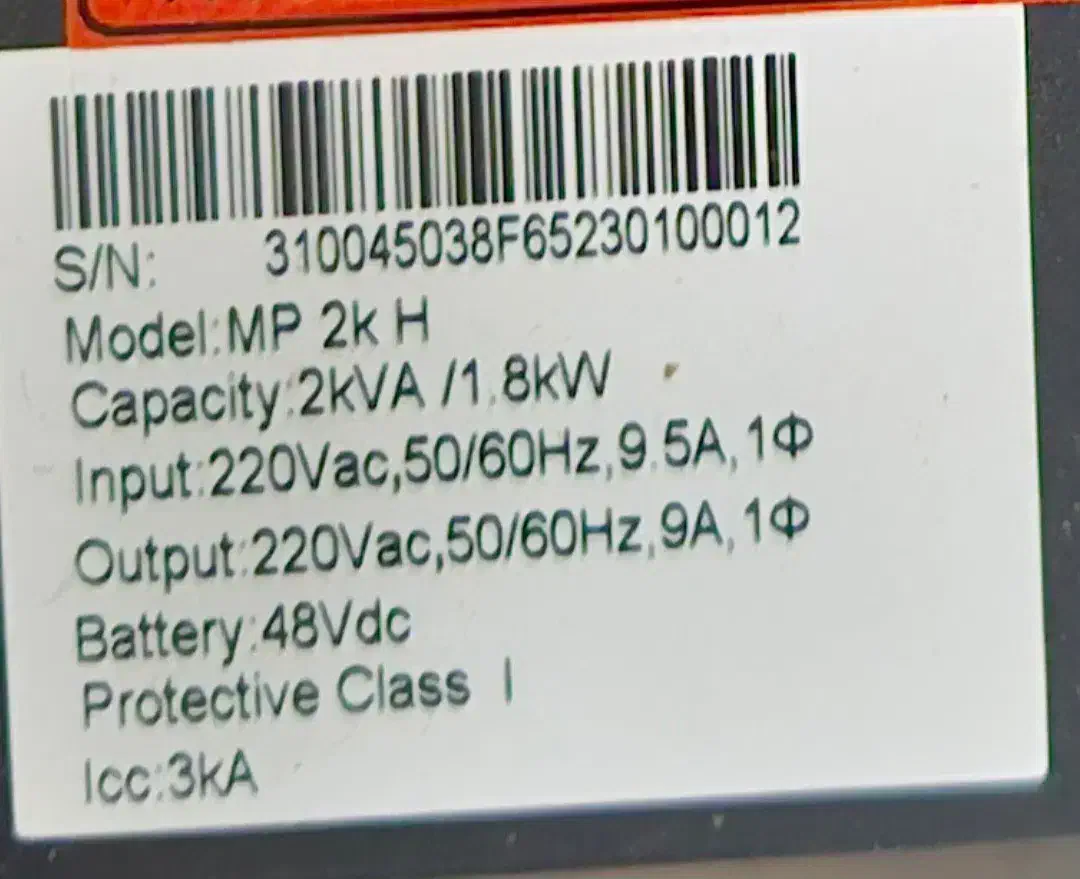 S/N: 310045038F65230100012
Model:MP 2k H
Capacity:2kVA /1.8kW
Input:220Vac,50/60Hz,9.5A,1Φ
Output:220Vac,50/60Hz,9A,1Φ
Battery:48Vdc
Protective Class I
Icc:3kA